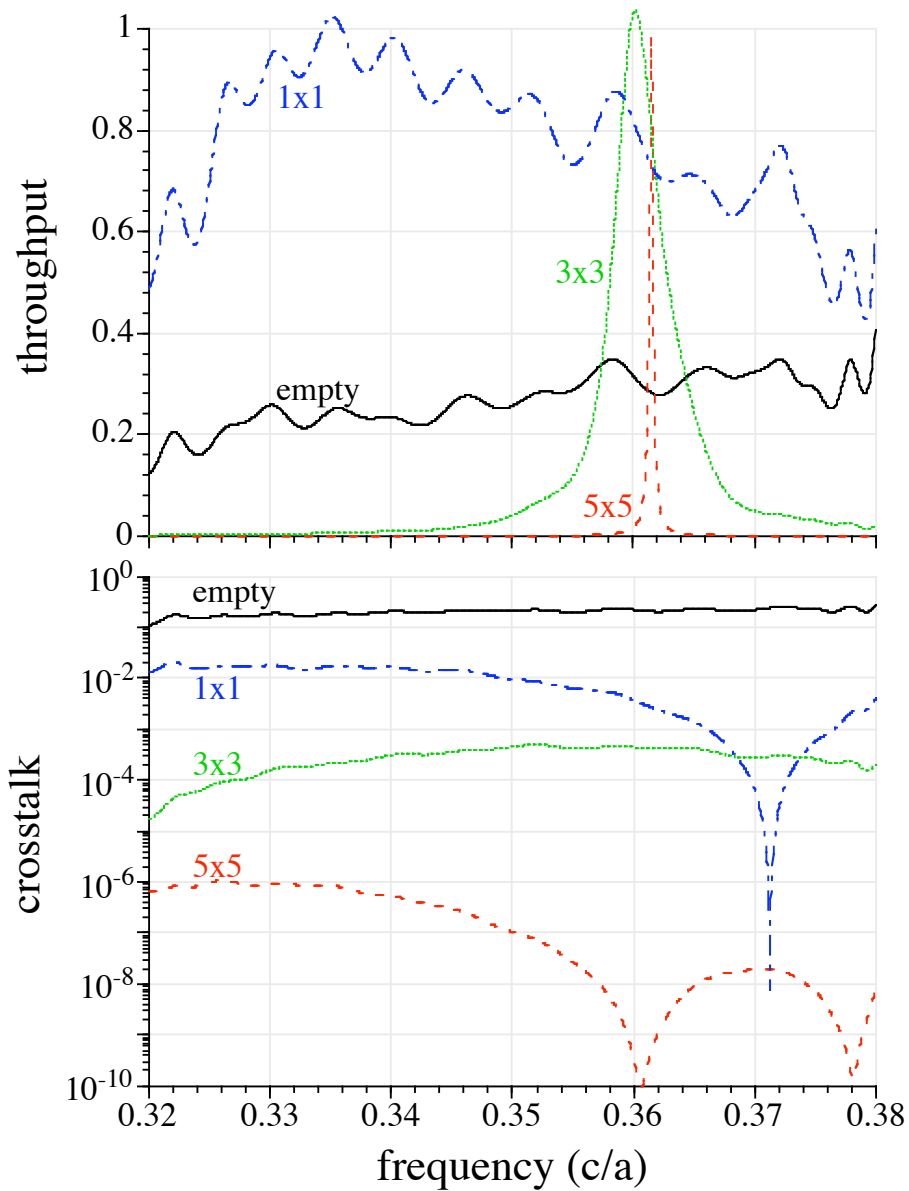 1
1x1
0.8
0.6
3x3
throughput
0.4
empty
0.2
5x5
0
10^0
empty
10^-2
1x1
3x3
10^-4
crosstalk
5x5
10^-6
10^-8
10^-10
0.32 0.33 0.34 0.35 0.36 0.37 0.38
frequency (c/a)